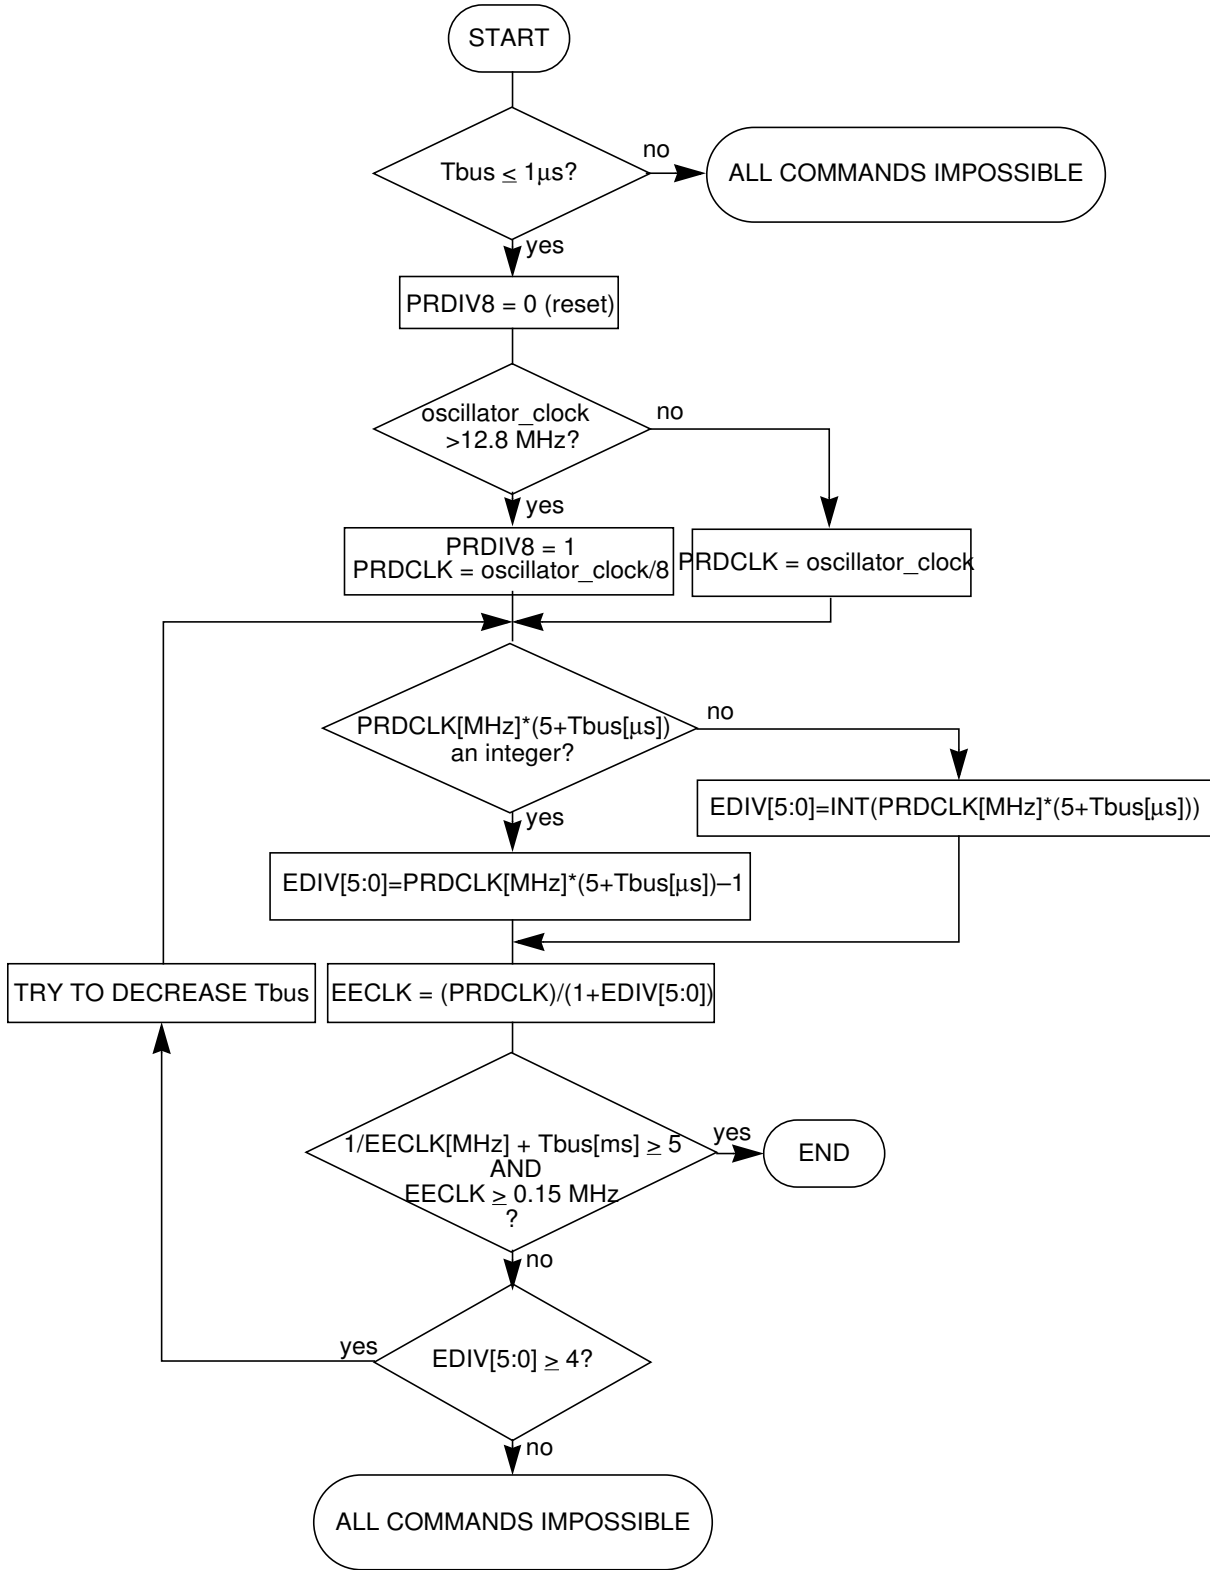 START
Tbus ≤ 1µs?
no
ALL COMMANDS IMPOSSIBLE
yes
PRDIV8 = 0 (reset)
oscillator_clock
>12.8 MHz?
no
yes
PRDIV8 = 1
PRDCLK = oscillator_clock/8
PRDCLK = oscillator_clock
PRDCLK[MHz]*(5+Tbus[µs])
an integer?
no
yes
EDIV[5:0]=INT(PRDCLK[MHz]*(5+Tbus[µs]))
EDIV[5:0]=PRDCLK[MHz]*(5+Tbus[µs])–1
TRY TO DECREASE Tbus
EECLK = (PRDCLK)/(1+EDIV[5:0])
1/EECLK[MHz] + Tbus[ms] ≥ 5
AND
EECLK ≥ 0.15 MHz
?
yes
END
no
EDIV[5:0] ≥ 4?
yes
no
ALL COMMANDS IMPOSSIBLE